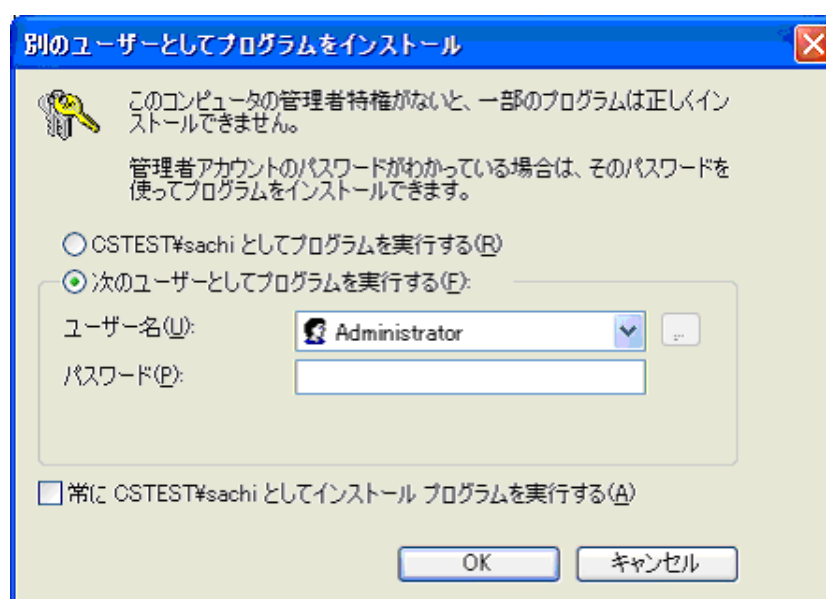 別のユーザーとしてプログラムをインストール
このコンピュータの管理者特権がないと、一部のプログラムは正しくイン
ストールできません。
管理者アカウントのパスワードがわかっている場合は、そのパスワードを
使ってプログラムをインストールできます。
CSTEST¥sachi としてプログラムを実行する(R)
次のユーザーとしてプログラムを実行する(F):
ユーザー名(U):
Administrator
...
パスワード(P):
常に CSTEST¥sachi としてインストール プログラムを実行する(A)
OK
キャンセル